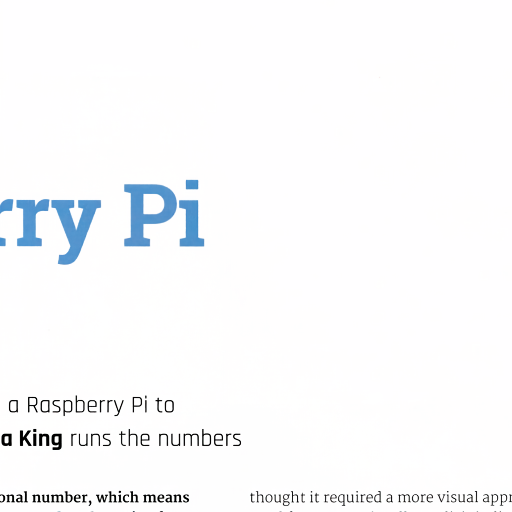 rry Pi
a Raspberry Pi to
a King runs the numbers
onal number, which means
thought it required a more visual appr